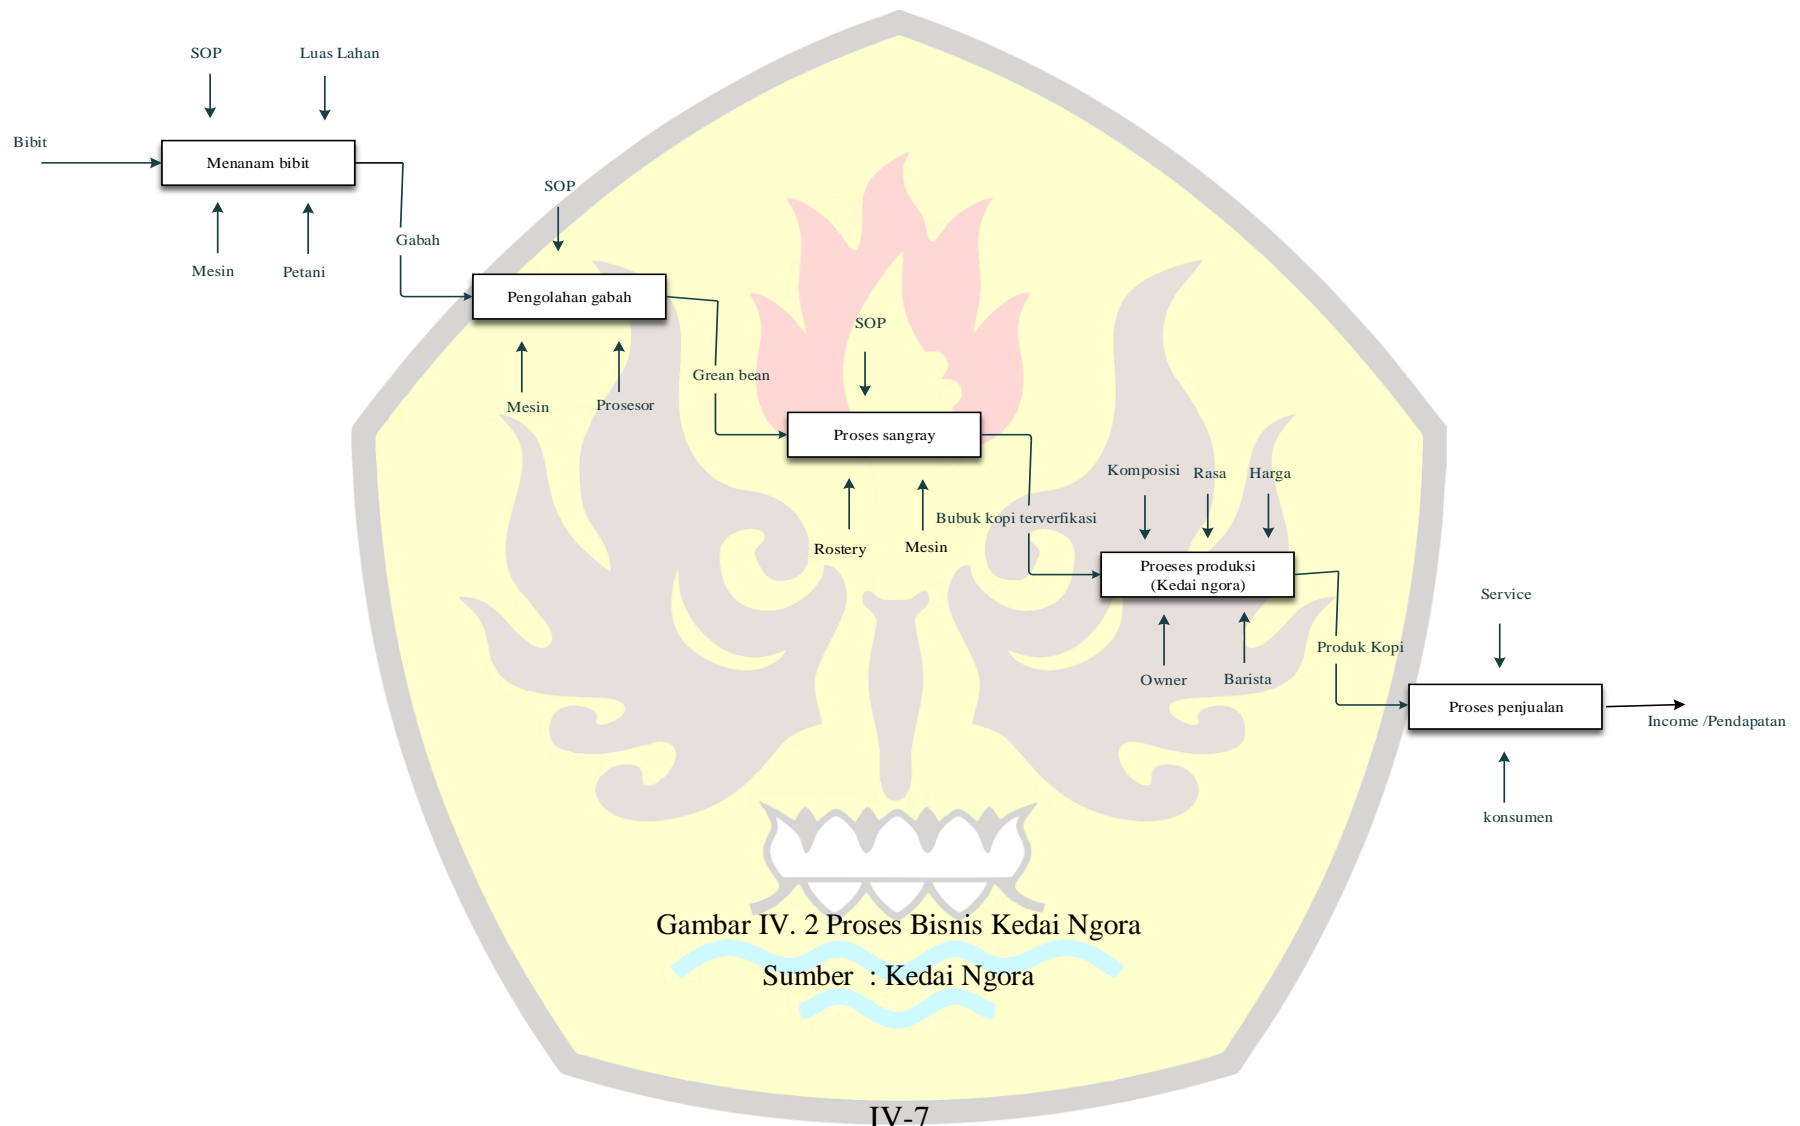 SOP
Luas Lahan
Bibit
Menanam bibit
Mesin
Petani
Gabah
SOP
Pengolahan gabah
Mesin
Prosesor
Grean bean
SOP
Proses sangray
Rostery
Mesin
Bubuk kopi terverfikasi
Komposisi
Rasa
Harga
Proeses produksi
(Kedai ngora)
Owner
Barista
Produk Kopi
Service
Proses penjualan
konsumen
Income /Pendapatan
Gambar IV. 2 Proses Bisnis Kedai Ngora
Sumber : Kedai Ngora
IV-7